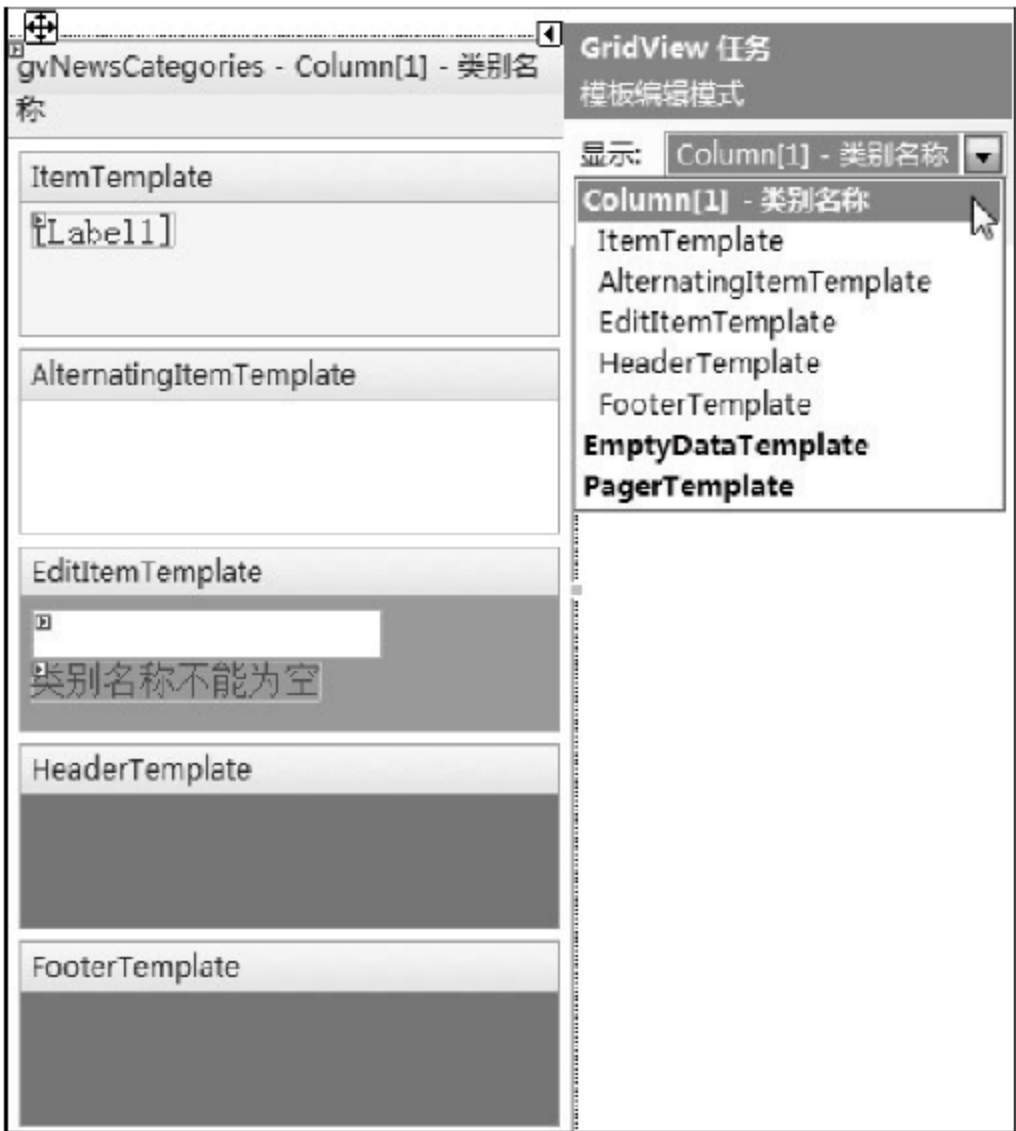 gvNewsCategories - Column[1] - 类别名
称
ItemTemplate
[Label1]
AlternatingItemTemplate
EditItemTemplate
类别名称不能为空
HeaderTemplate
FooterTemplate
GridView 任务
模板编辑模式
显示: Column[1] - 类别名称
Column[1] - 类别名称
ItemTemplate
AlternatingItemTemplate
EditItemTemplate
HeaderTemplate
FooterTemplate
EmptyDataTemplate
PagerTemplate